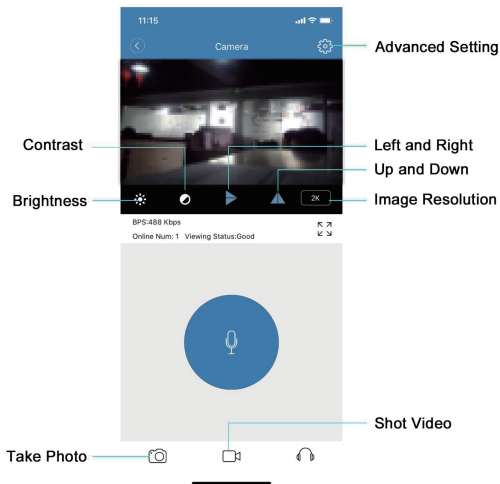 11:15
Camera
Advanced Setting
Contrast
Left and Right
Up and Down
Brightness
2K
Image Resolution
BPS:488 Kbps
Online Num: 1 Viewing Status:Good
Shot Video
Take Photo